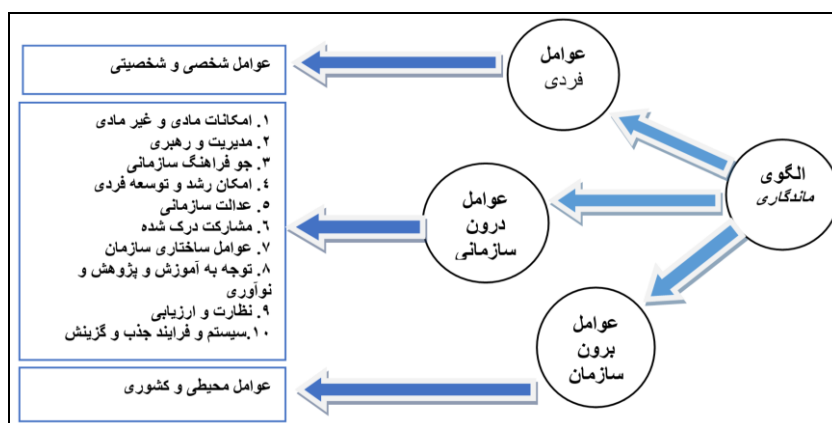 الگوی
ماندگاری
عوامل
فردی
عوامل شخصی و شخصیتی
عوامل
درون
سازمانی
۱. امکانات مادی و غیر مادی
۲. مدیریت و رهبری
۳. جو فراهنگ سازمانی
٤. امکان رشد و توسعه فردی
٥. عدالت سازمانی
٦. مشارکت درک شده
۷. عوامل ساختاری سازمان
۸. توجه به آموزش و پژوهش و
نوآوری
۹. نظارت و ارزیابی
۱۰.سیستم و فرایند جذب و گزینش
عوامل
برون
سازمان
عوامل محیطی و کشوری